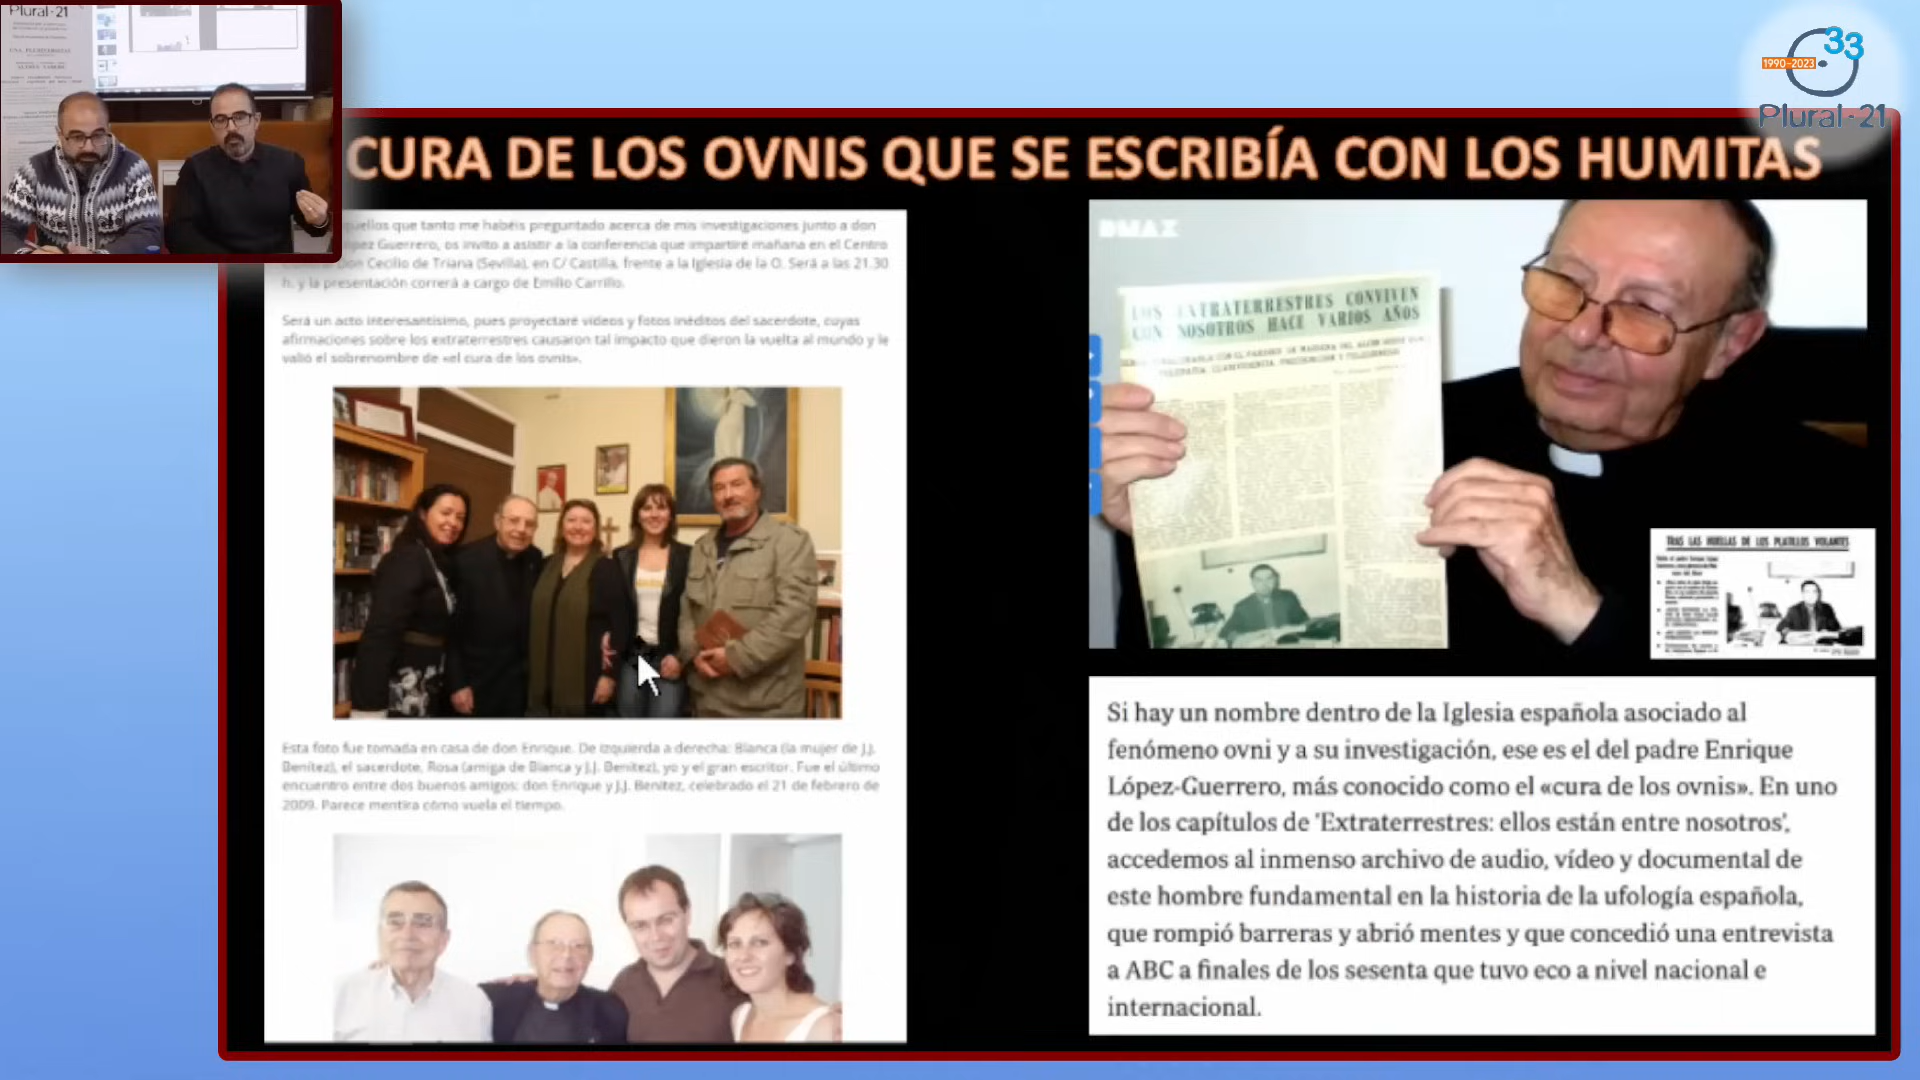 Plural-21
33
1990-2023
Plural-21
CURA DE LOS OVNIS QUE SE ESCRIBÍA CON LOS HUMITAS
que tanto me habéis preguntado acerca de mis investigaciones junto a don
Guerrero, os invito a asistir a la conferencia que impartiré mañana en el Centro
Don Cecilio de Triana (Sevilla), en C/ Castilla, frente a la Iglesia de la O. Será a las 21.30
h. y la presentación correrá a cargo de Emilio Carrillo.
Será un acto interesantísimo, pues proyectaré vídeos y fotos inéditos del sacerdote, cuyas
afirmaciones sobre los extraterrestres causaron tal impacto que dieron la vuelta al mundo y le
valió el sobrenombre de «el cura de los ovnis».
Esta foto fue tomada en casa de don Enrique. De izquierda a derecha: Blanca (la mujer de J.J.
Benítez), el sacerdote, Rosa (amiga de Blanca y J.J. Benítez), yo y el gran escritor. Fue el último
encuentro entre dos buenos amigos: don Enrique y J.J. Benítez, celebrado el 21 de febrero de
2009. Parece mentira cómo vuela el tiempo.
DMAX
LOS EXTRATERRESTRES CONVIVEN
CON NOSOTROS HACE VARIOS AÑOS
TRAS LAS HUELLAS DE LOS PLATILLOS VOLANTES
Si hay un nombre dentro de la Iglesia española asociado al
fenómeno ovni y a su investigación, ese es el del padre Enrique
López-Guerrero, más conocido como el «cura de los ovnis». En uno
de los capítulos de 'Extraterrestres: ellos están entre nosotros',
accedemos al inmenso archivo de audio, vídeo y documental de
este hombre fundamental en la historia de la ufología española,
que rompió barreras y abrió mentes y que concedió una entrevista
a ABC a finales de los sesenta que tuvo eco a nivel nacional e
internacional.